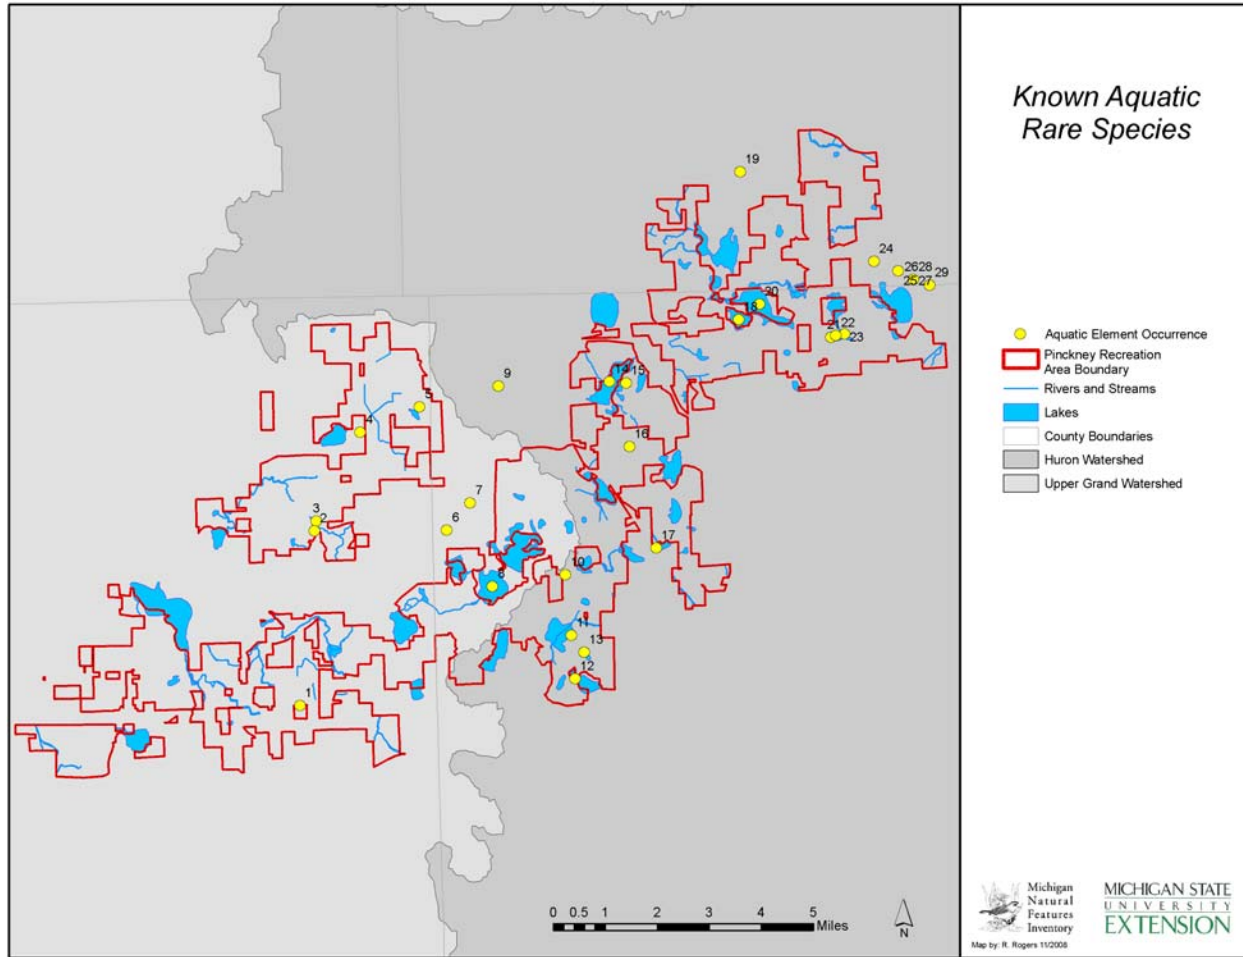 Known Aquatic
Rare Species
19
24
26 28
29
25 27
20
18
22
21
23
14
15
9
5
4
16
7
3
2
6
17
10
8
11
13
12
1
Aquatic Element Occurrence
Pinckney Recreation
Area Boundary
Rivers and Streams
Lakes
County Boundaries
Huron Watershed
Upper Grand Watershed
0 0.5 1 2 3 4 5
Miles
N
Michigan
Natural
Features
Inventory
MICHIGAN STATE
UNIVERSITY
EXTENSION
Map by: R. Rogers 11/2008